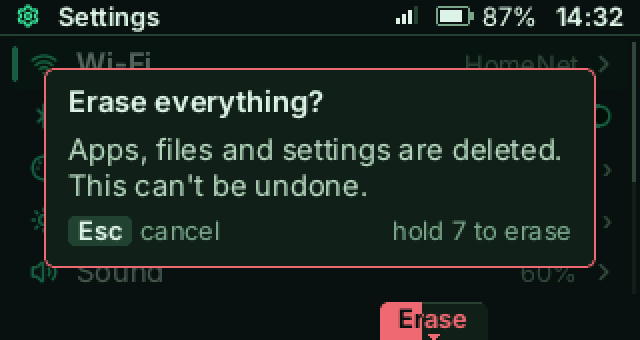 Settings 87% 14:32
Wi-Fi HomeNet
Erase everything?
Apps, files and settings are deleted.
This can't be undone.
Esc cancel hold 7 to erase
Sound 60%
Erase